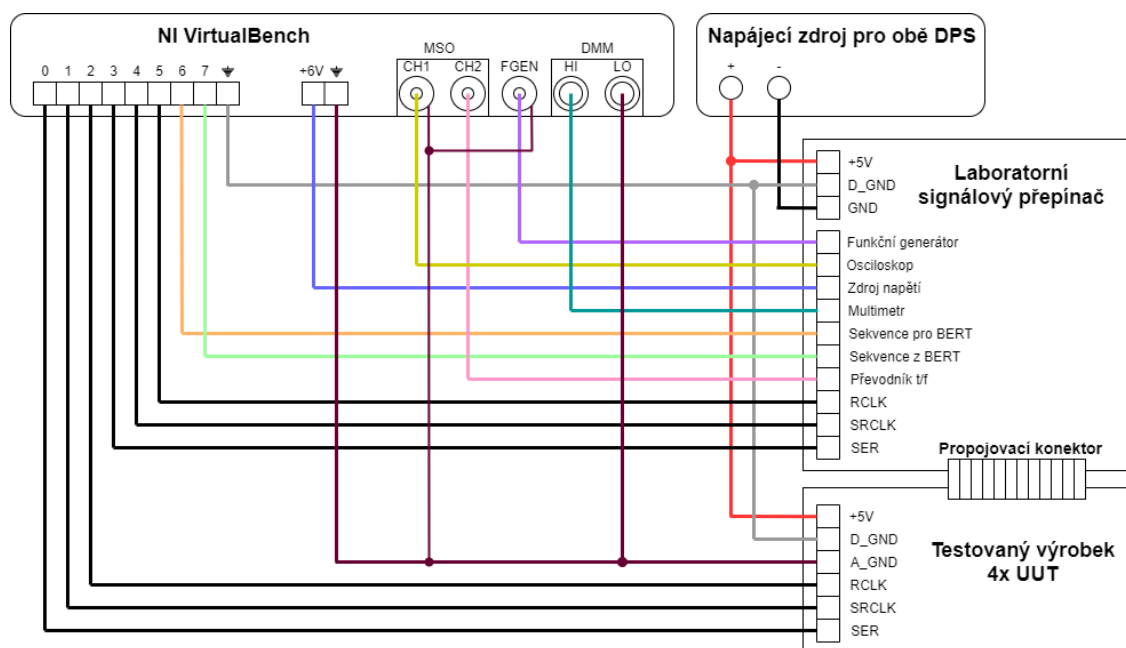 NI VirtualBench
Napájecí zdroj pro obě DPS
MSO
DMM
0 1 2 3 4 5 6 7
+6V
CH1 CH2 FGEN HI LO
+ -
+5V
D_GND
GND
Laboratorní
signálový přepínač
Funkční generátor
Osciloskop
Zdroj napětí
Multimetr
Sekvence pro BERT
Sekvence z BERT
Převodník t/f
RCLK
SRCLK
SER
Propojovací konektor
+5V
D_GND
A_GND
RCLK
SRCLK
SER
Testovaný výrobek
4x UUT